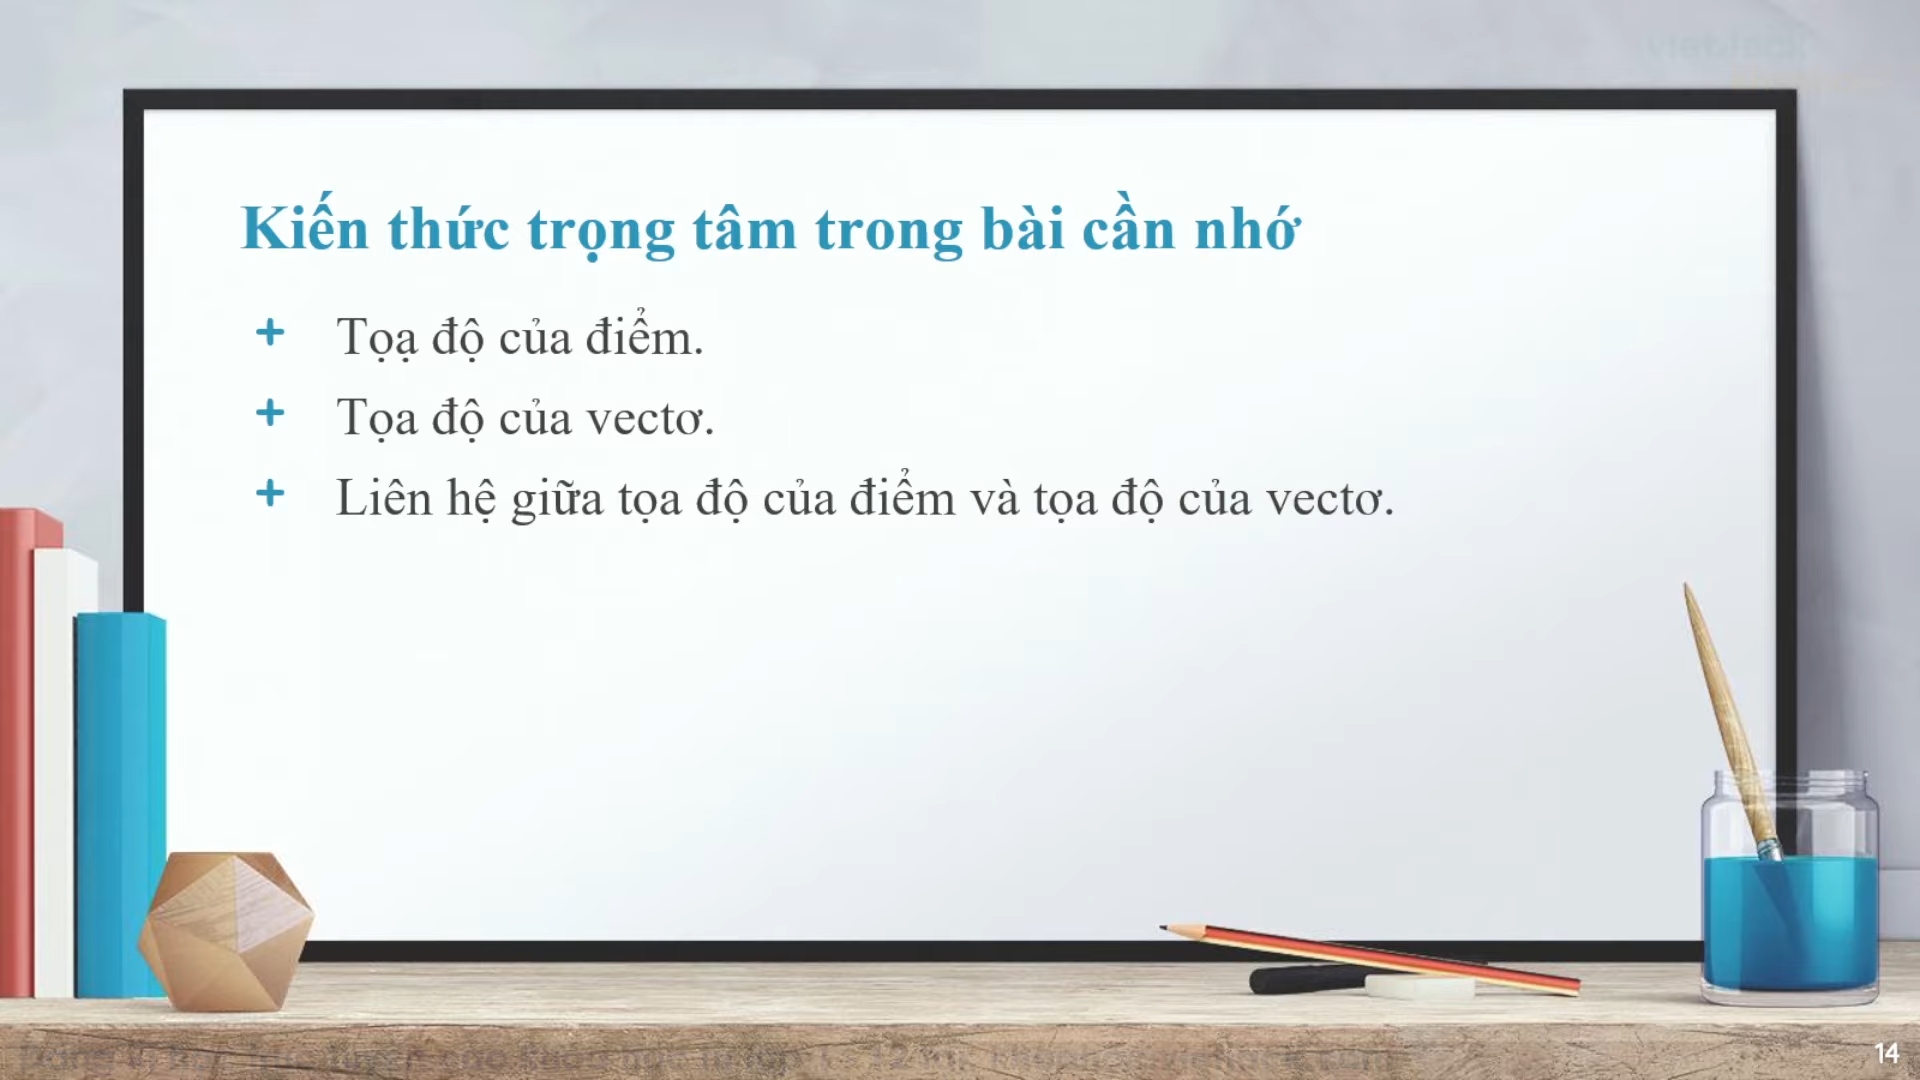 Kiến thức trọng tâm trong bài cần nhớ
+ Tọạ độ của điểm.
+ Tọa độ của vectơ.
+ Liên hệ giữa tọa độ của điểm và tọa độ của vectơ.
14